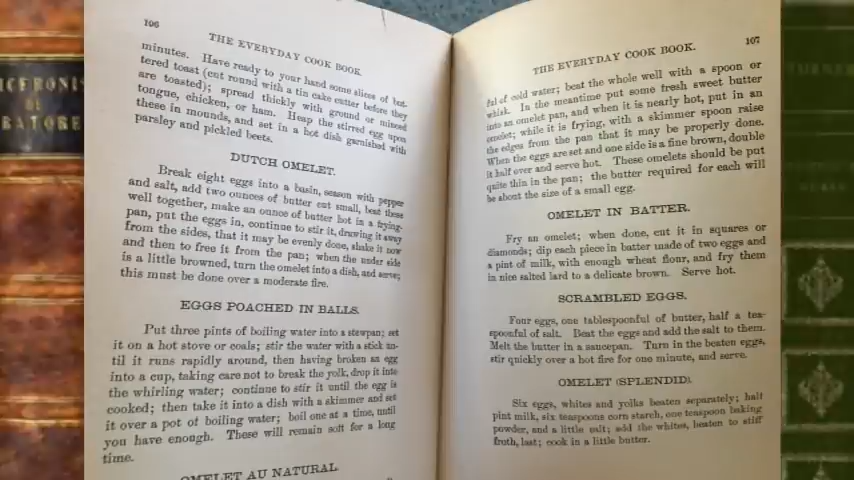 106
THE EVERYDAY COOK BOOK.
minutes. Have ready to your hand some slices of but-
tered toast (cut round with a tin cake cutter before they
are toasted); spread thickly with ground or minced
tongue, chicken, or ham. Heap the stirred egg upon
these in mounds, and set in a hot dish garnished with
parsley and pickled beets.
DUTCH OMELET.
Break eight eggs into a basin, season with pepper
and salt, add two ounces of butter cut small, beat these
well together, make an ounce of butter hot in a frying-
pan, put the eggs in, continue to stir it, drawing it away
from the sides, that it may be evenly done, shake it now
and then to free it from the pan; when the under side
is a little browned, turn the omelet into a dish, and serve;
this must be done over a moderate fire.
EGGS POACHED IN BALLS.
Put three pints of boiling water into a stewpan; set
it on a hot stove or coals; stir the water with a stick un-
til it runs rapidly around, then having broken an egg
into a cup, taking care not to break the yolk, drop it into
the whirling water; continue to stir it until the egg is
cooked; then take it into a dish with a skimmer and set
it over a pot of boiling water; boil one at a time, until
you have enough. These will remain soft for a long
time.
OMELET AU NATURAL.
107
THE EVERYDAY COOK BOOK.
ful of cold water; beat the whole well with a spoon or
whisk. In the meantime put some fresh sweet butter
into an omelet pan, and when it is nearly hot, put in an
omelet; while it is frying, with a skimmer spoon raise
the edges from the pan that it may be properly done.
When the eggs are set and one side is a fine brown, double
it half over and serve hot. These omelets should be put
quite thin in the pan; the butter required for each will
be about the size of a small egg.
OMELET IN BATTER.
Fry an omelet; when done, cut it in squares or
diamonds; dip each piece in batter made of two eggs and
a pint of milk, with enough wheat flour, and fry them
in nice salted lard to a delicate brown. Serve hot.
SCRAMBLED EGGS.
Four eggs, one tablespoonful of butter, half a tea-
spoonful of salt. Beat the eggs and add the salt to them.
Melt the butter in a saucepan. Turn in the beaten eggs,
stir quickly over a hot fire for one minute, and serve.
OMELET (SPLENDID).
Six eggs, whites and yolks beaten separately; half
pint milk, six teaspoons corn starch, one teaspoon baking
powder, and a little salt; add the whites, beaten to stiff
froth, last; cook in a little butter.